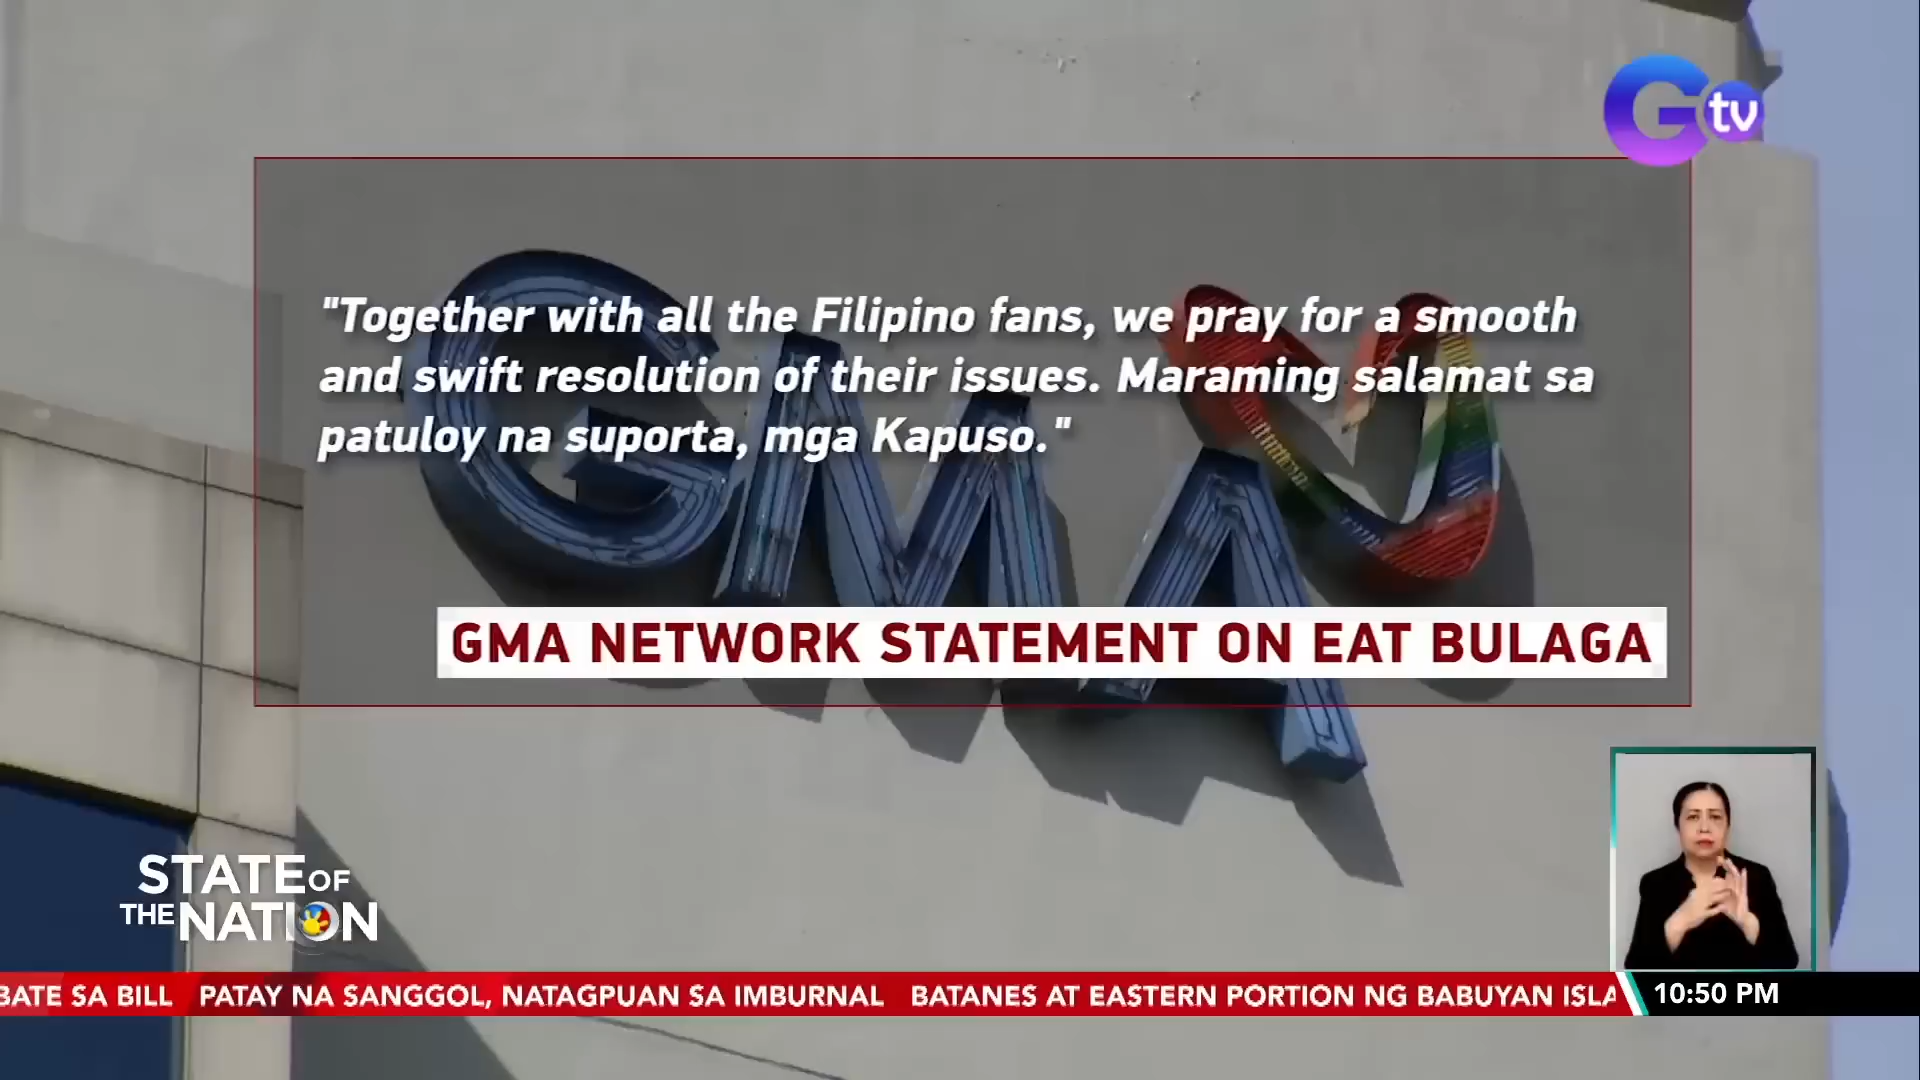 Gtv
"Together with all the Filipino fans, we pray for a smooth
and swift resolution of their issues. Maraming salamat sa
patuloy na suporta, mga Kapuso."
GMA
GMA NETWORK STATEMENT ON EAT BULAGA
STATE OF
THE NATION
BATE SA BILL PATAY NA SANGGOL, NATAGPUAN SA IMBURNAL BATANES AT EASTERN PORTION NG BABUYAN ISLA
10:50 PM